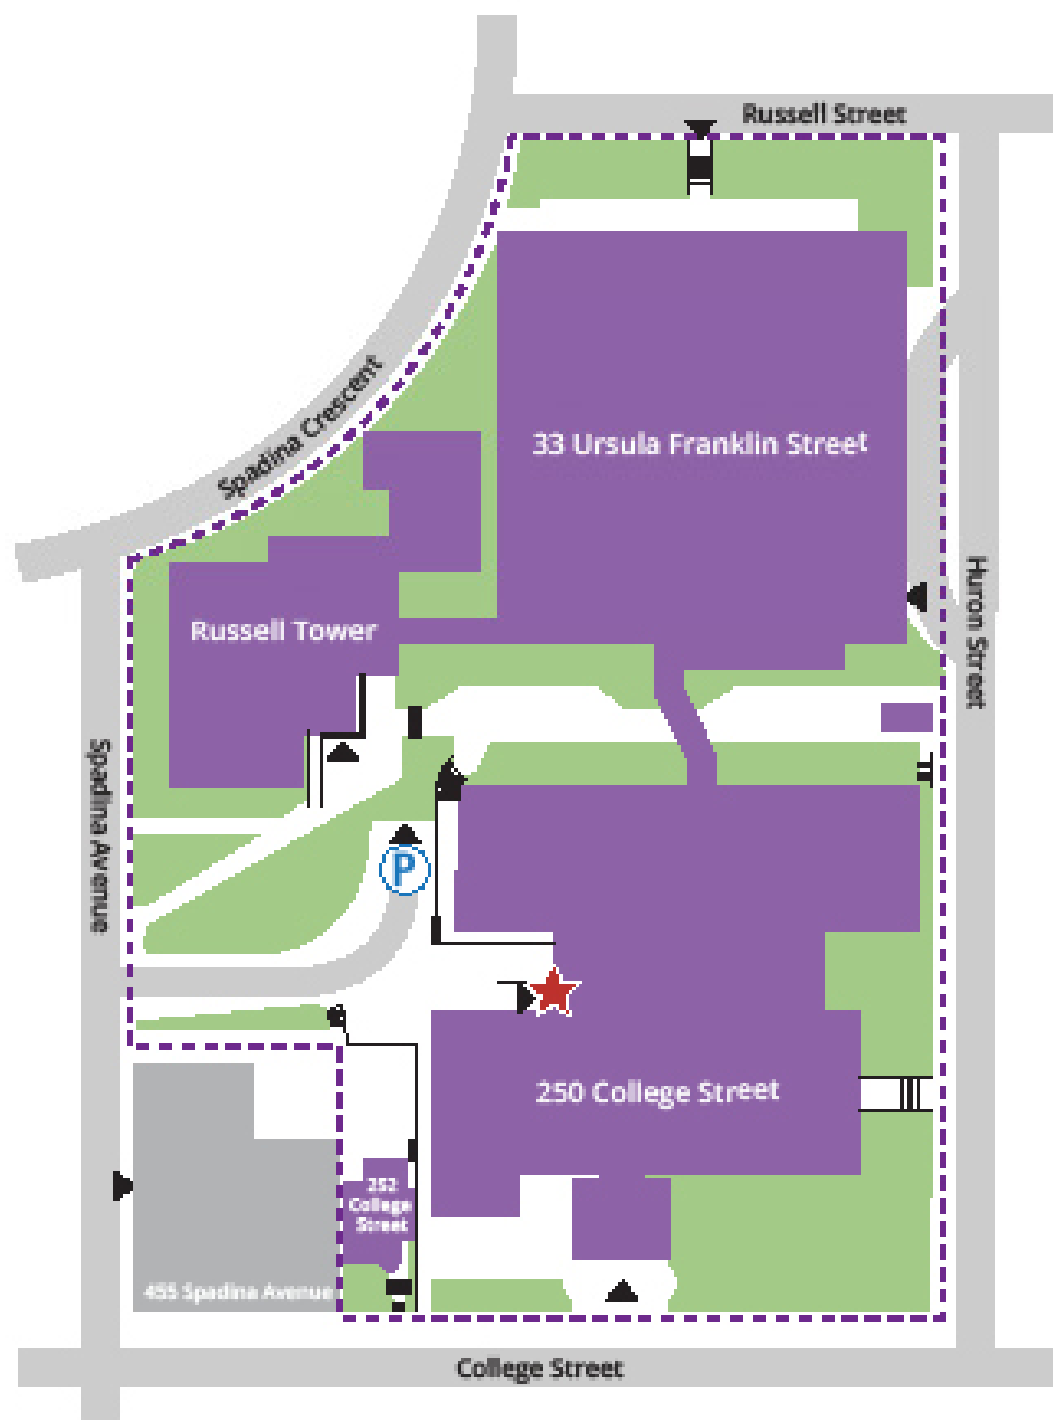 Russell Street
Spadina Crescent
33 Ursula Franklin Street
Huron Street
Russell Tower
Spadina Avenue
P
250 College Street
252
College
Street
455 Spadina Avenue
College Street